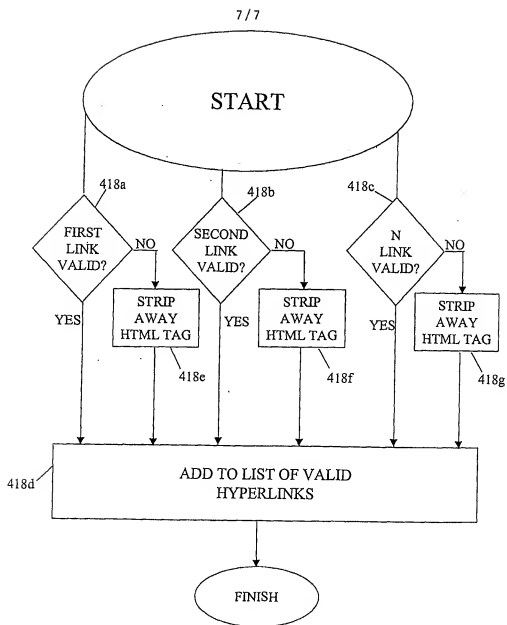 7/7
START
418a
418b
418c
FIRST
LINK
VALID?
NO
SECOND
LINK
VALID?
NO
N
LINK
VALID?
NO
YES
STRIP
AWAY
HTML TAG
YES
STRIP
AWAY
HTML TAG
YES
STRIP
AWAY
HTML TAG
418e
418f
418g
418d
ADD TO LIST OF VALID
HYPERLINKS
FINISH